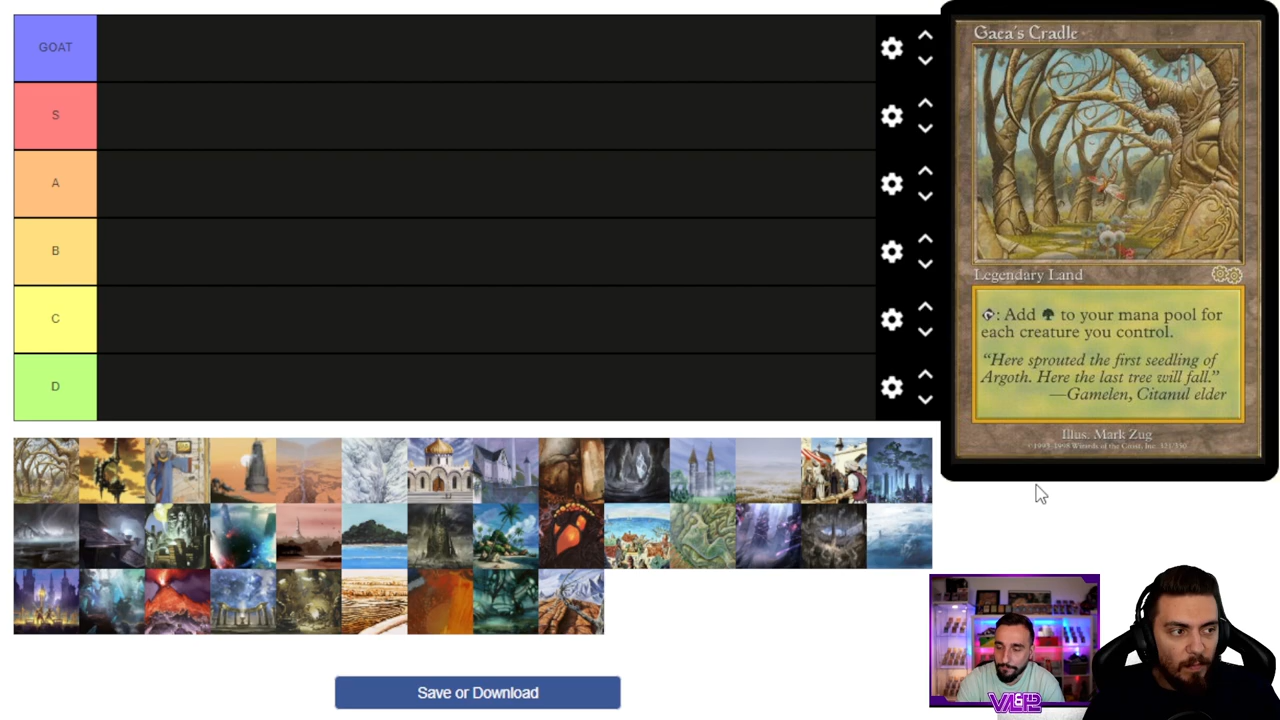 GOAT
S
A
B
C
D
Gaea's Cradle
Legendary Land
: Add to your mana pool for
each creature you control.
"Here sprouted the first seedling of
Argoth. Here the last tree will fall."
—Gamelen, Citanul elder
Illus. Mark Zug
Save or Download